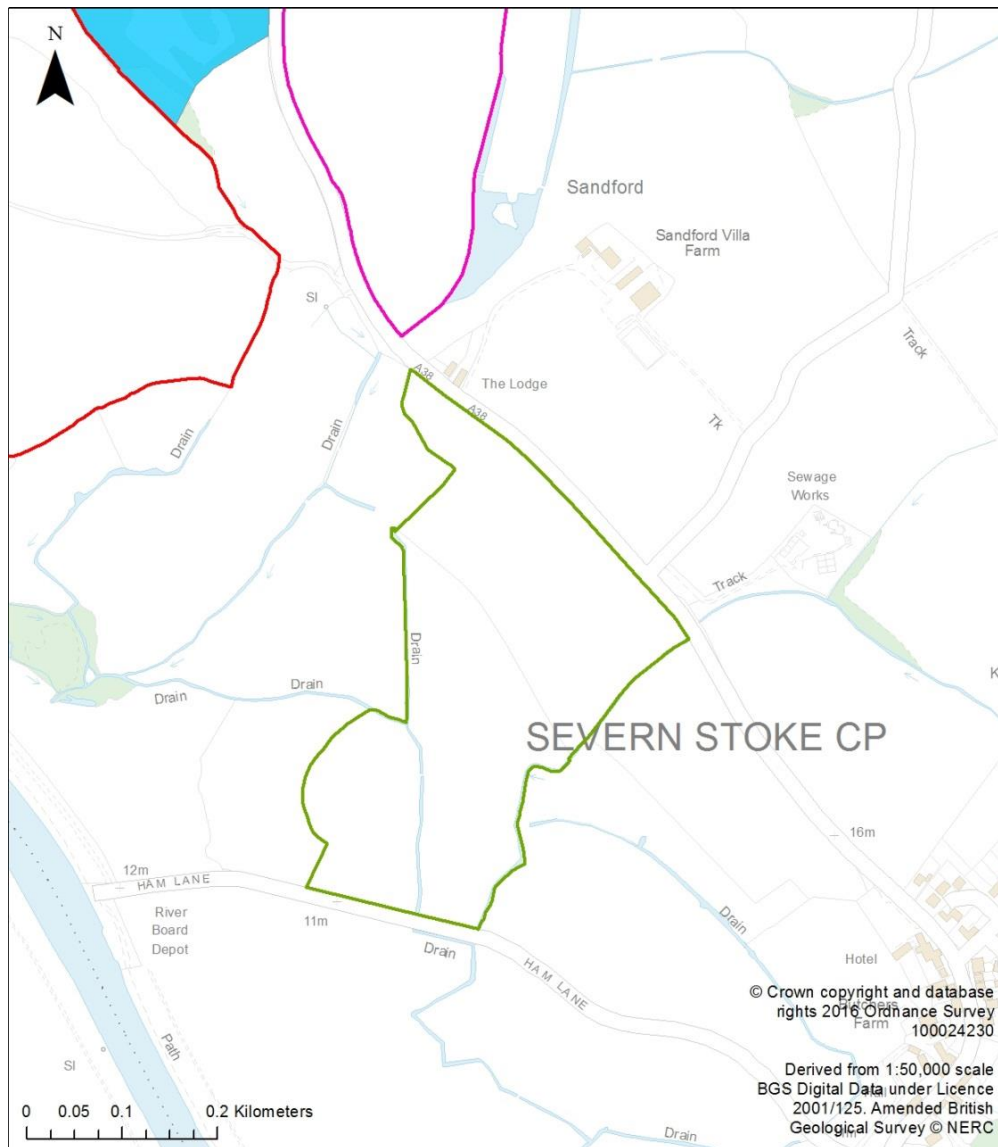 N
Sandford
Sandford Villa
Farm
SI
A38
The Lodge
A38
Track
Tk
Drain
Drain
Sewage
Works
Track
Drain
Drain
Drain
K
SEVERN STOKE CP
16m
12m
HAM LANE
11m
River
Board
Depot
Drain
HAM LANE
Drain
Hotel
Butchers
Farm
Path
SI
Hall
© Crown copyright and database
rights 2016 Ordnance Survey
100024230
Derived from 1:50,000 scale
BGS Digital Data under Licence
2001/125. Amended British
Geological Survey © NERC
0 0.05 0.1 0.2 Kilometers